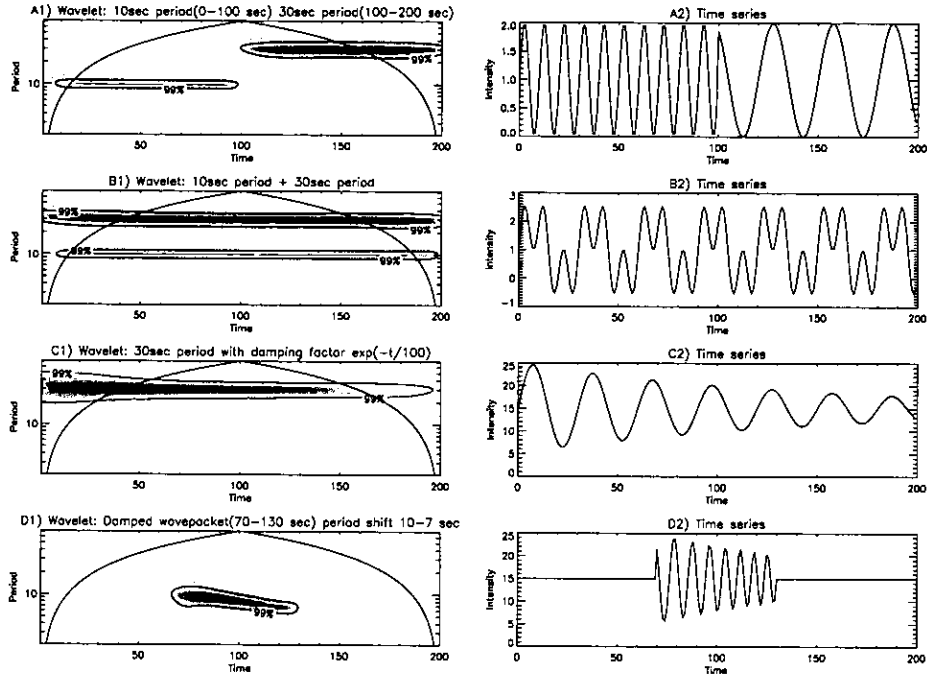 A1) Wavelet: 10sec period(0-100 sec) 30sec period(100-200 sec)
Period
10
99%
99%
50 100 150 200
Time
A2) Time series
Intensity
2.0
1.5
1.0
0.5
0.0
0 50 100 150 200
Time
B1) Wavelet: 10sec period + 30sec period
Period
10
99%
99%
99%
50 100 150 200
Time
B2) Time series
Intensity
3
2
1
0
-1
0 50 100 150 200
Time
C1) Wavelet: 30sec period with damping factor exp(-t/100)
Period
10
99%
99%
50 100 150 200
Time
C2) Time series
Intensity
25
20
15
10
5
0
0 50 100 150 200
Time
D1) Wavelet: Damped wavepacket(70-130 sec) period shift 10-7 sec
Period
10
99%
50 100 150 200
Time
D2) Time series
Intensity
25
20
15
10
5
0
0 50 100 150 200
Time